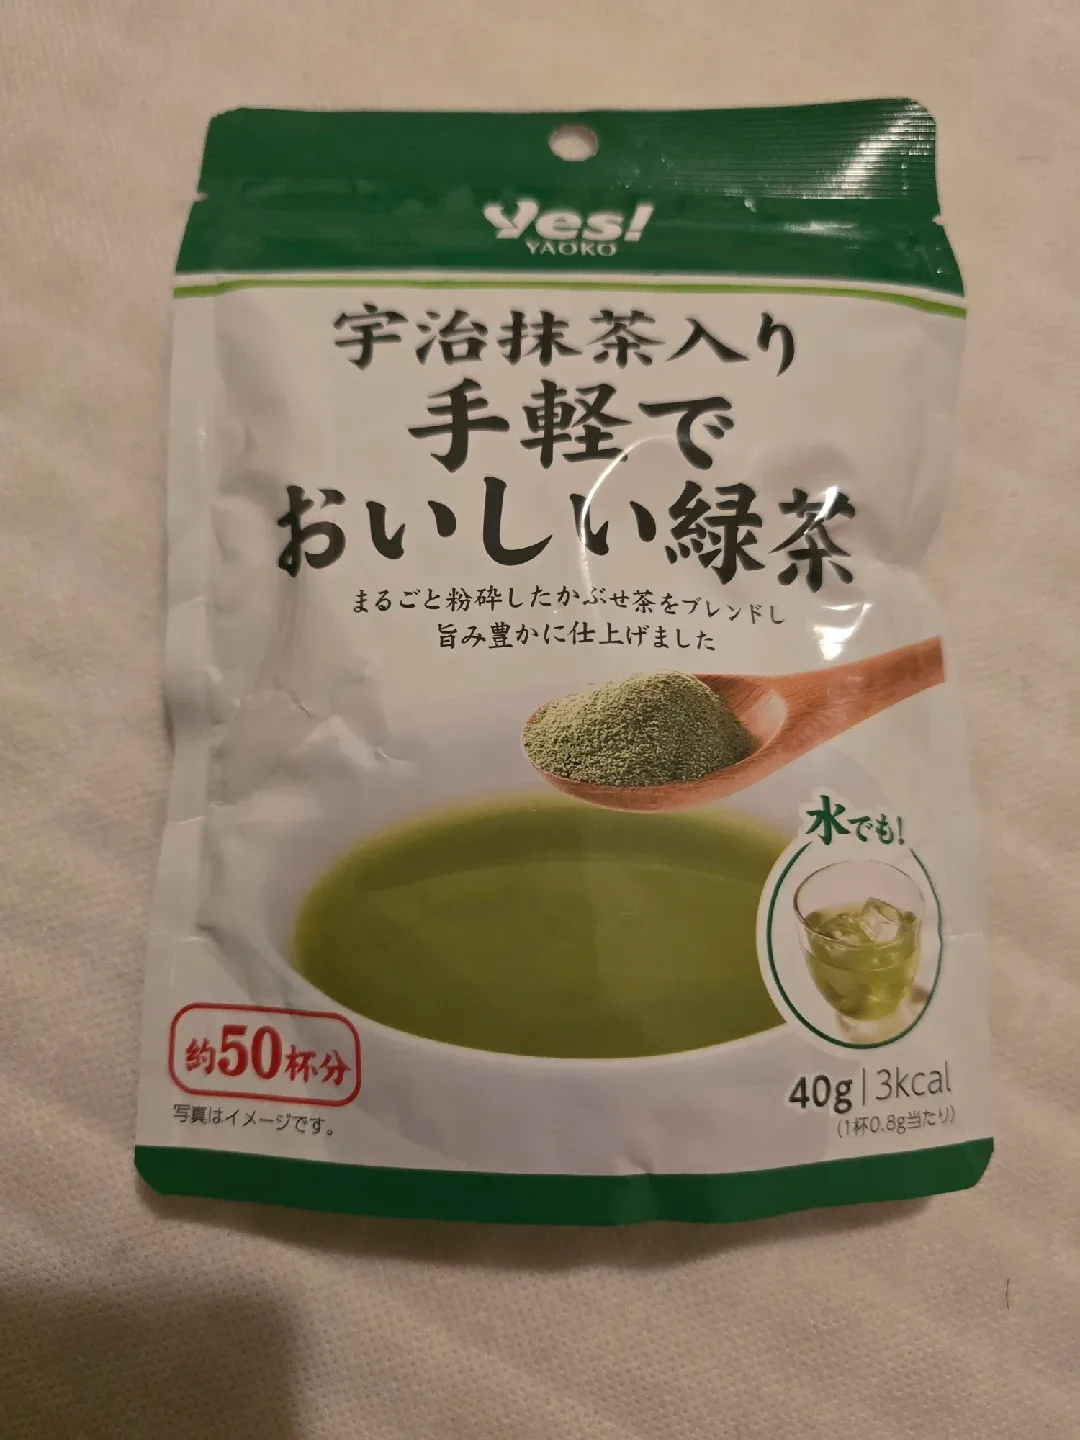 Yes!
YAOKO
宇治抹茶入り
手軽で
おいしい緑茶
まるごと粉砕したかぶせ茶をブレンドし
旨み豊かに仕上げました
水でも!
約50杯分
写真はイメージです。
40g|3kcal
(1杯0.8g当たり)